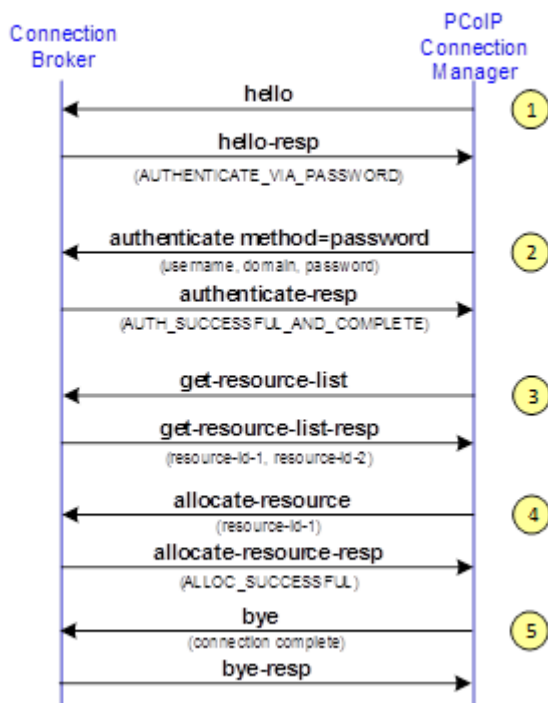 Connection
Broker
PCoIP
Connection
Manager
hello
1
hello-resp
(AUTHENTICATE_VIA_PASSWORD)
authenticate method=password
2
(username, domain, password)
authenticate-resp
(AUTH_SUCCESSFUL_AND_COMPLETE)
get-resource-list
3
get-resource-list-resp
(resource-id-1, resource-id-2)
allocate-resource
4
(resource-id-1)
allocate-resource-resp
(ALLOC_SUCCESSFUL)
bye
5
(connection complete)
bye-resp